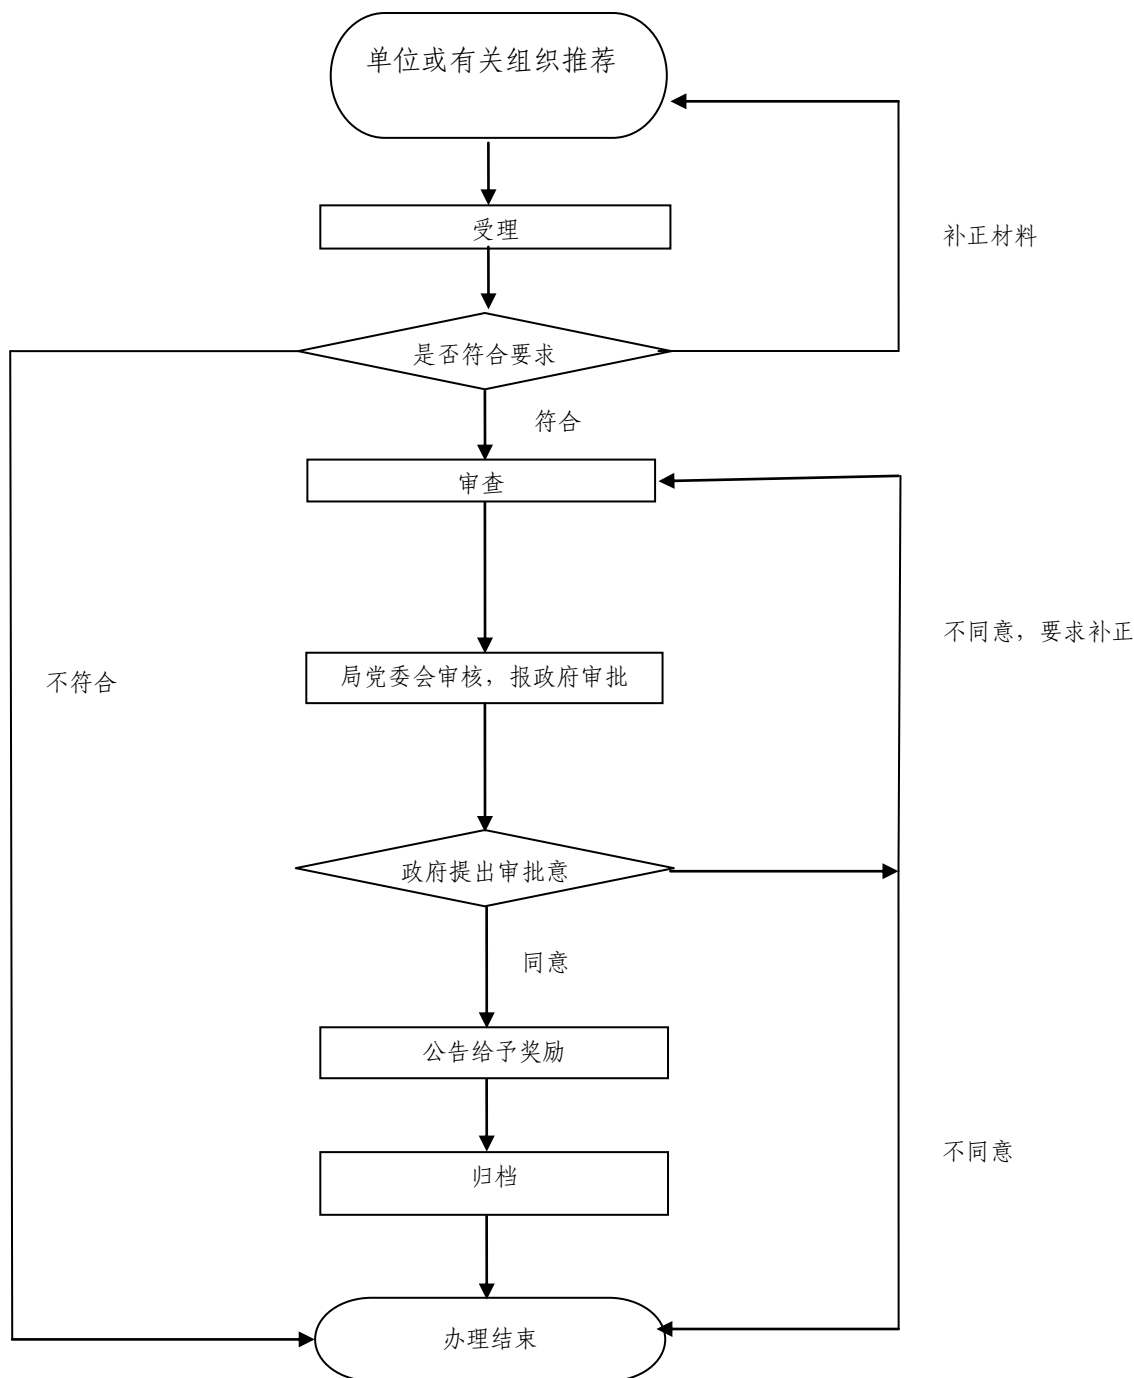 单位或有关组织推荐
受理
补正材料
是否符合要求
符合
审查
不同意，要求补正
局党委会审核，报政府审批
不符合
政府提出审批意
同意
公告给予奖励
不同意
归档
办理结束